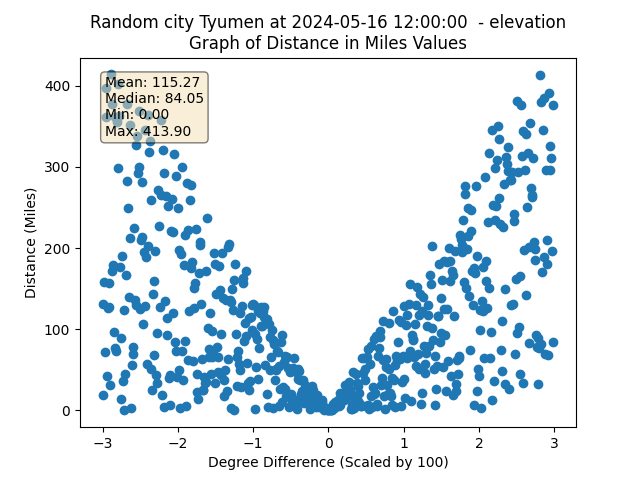 Random city Tyumen at 2024-05-16 12:00:00  - elevation
Graph of Distance in Miles Values
Mean: 115.27
Median: 84.05
Min: 0.00
Max: 413.90
Distance (Miles)
400
300
200
100
0
−3 −2 −1 0 1 2 3
Degree Difference (Scaled by 100)